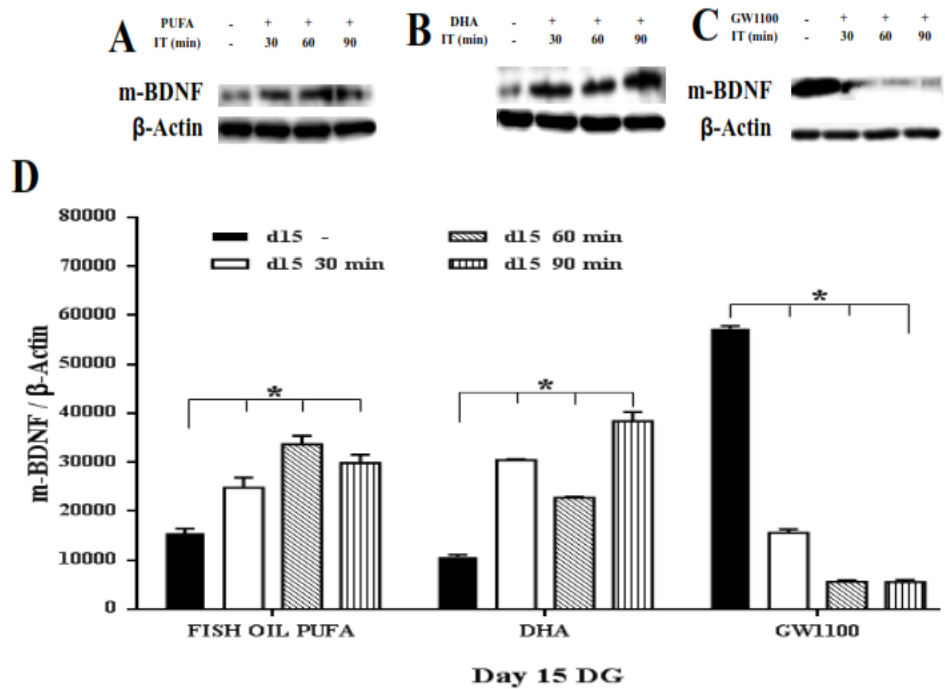 A PUFA - + + +
IT (min) - 30 60 90
m-BDNF
β-Actin
B DHA - + + +
IT (min) - 30 60 90
C GW1100 - + + +
IT (min) - 30 60 90
m-BDNF
β-Actin
D
80000
70000
60000
50000
40000
30000
20000
10000
0
m-BDNF / β-Actin
d15 -
d15 30 min
d15 60 min
d15 90 min
*
*
*
FISH OIL PUFA
DHA
GW1100
Day 15 DG